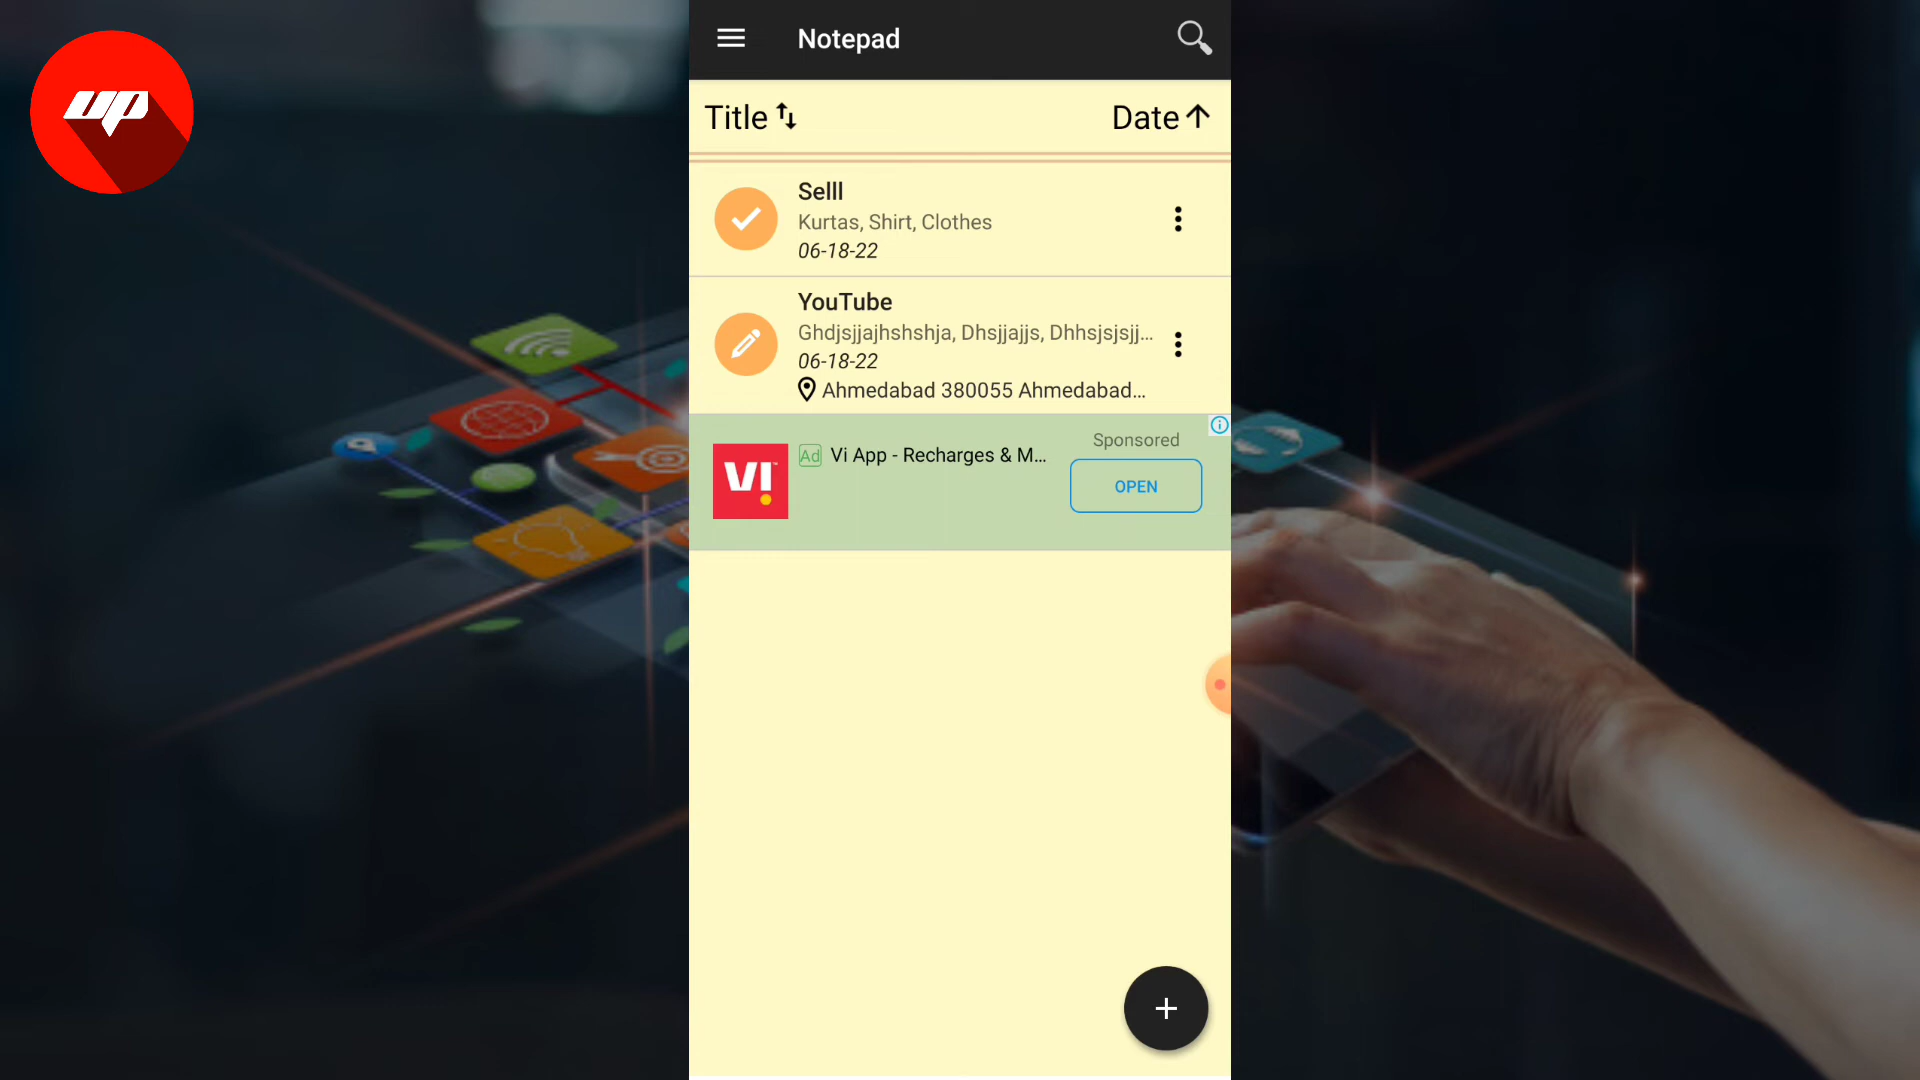 up
Notepad
Title
Date
Selll
Kurtas, Shirt, Clothes
06-18-22
YouTube
Ghdjsjjajhshshja, Dhsjjajjs, Dhhsjsjsjj...
06-18-22
Ahmedabad 380055 Ahmedabad...
Sponsored
Ad Vi App - Recharges & M...
VI
OPEN